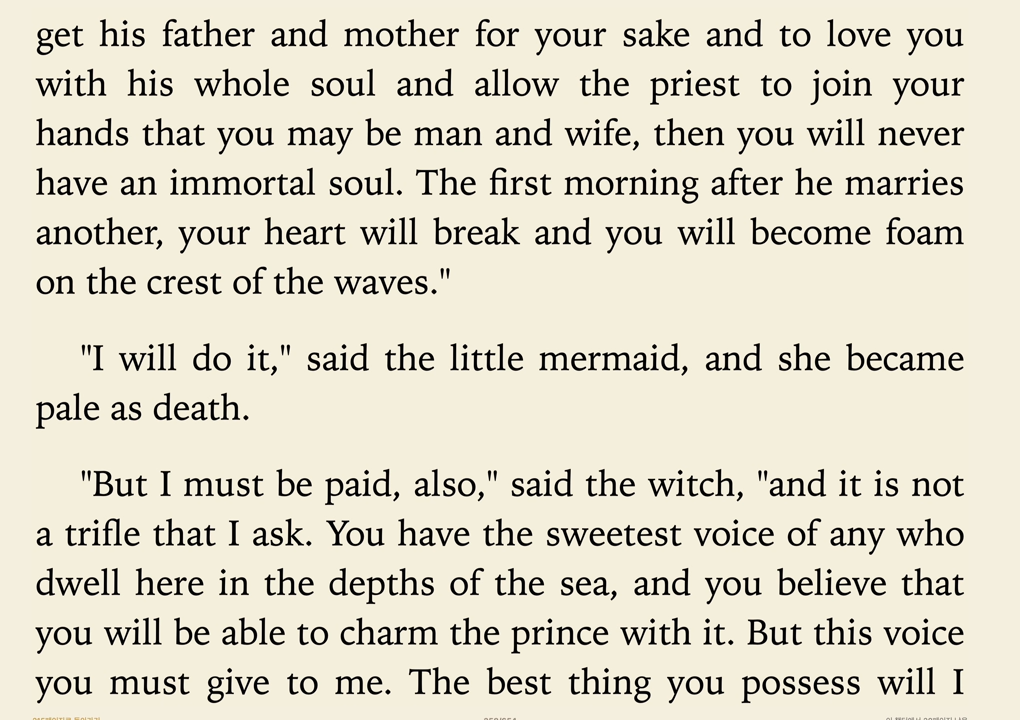 get his father and mother for your sake and to love you
with his whole soul and allow the priest to join your
hands that you may be man and wife, then you will never
have an immortal soul. The first morning after he marries
another, your heart will break and you will become foam
on the crest of the waves."
"I will do it," said the little mermaid, and she became
pale as death.
"But I must be paid, also," said the witch, "and it is not
a trifle that I ask. You have the sweetest voice of any who
dwell here in the depths of the sea, and you believe that
you will be able to charm the prince with it. But this voice
you must give to me. The best thing you possess will I